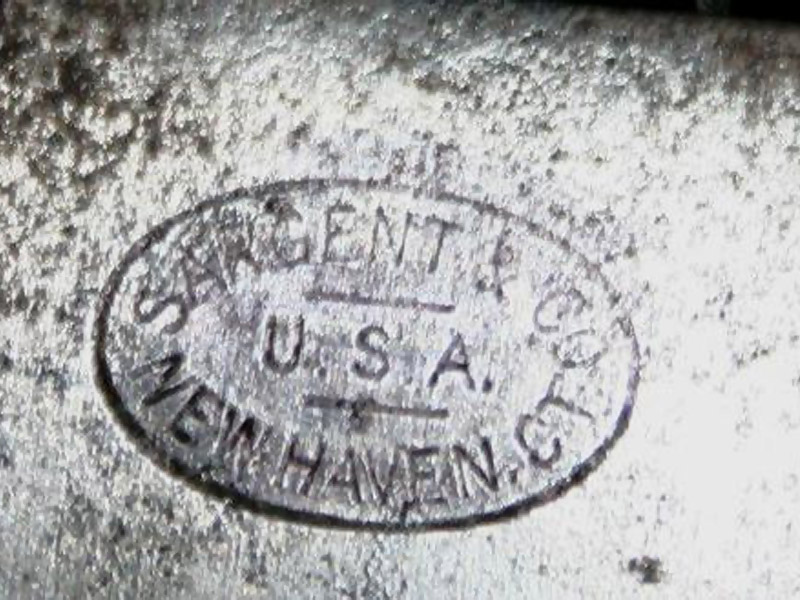 SARGENT & CO
U. S. A.
NEW HAVEN. CT.